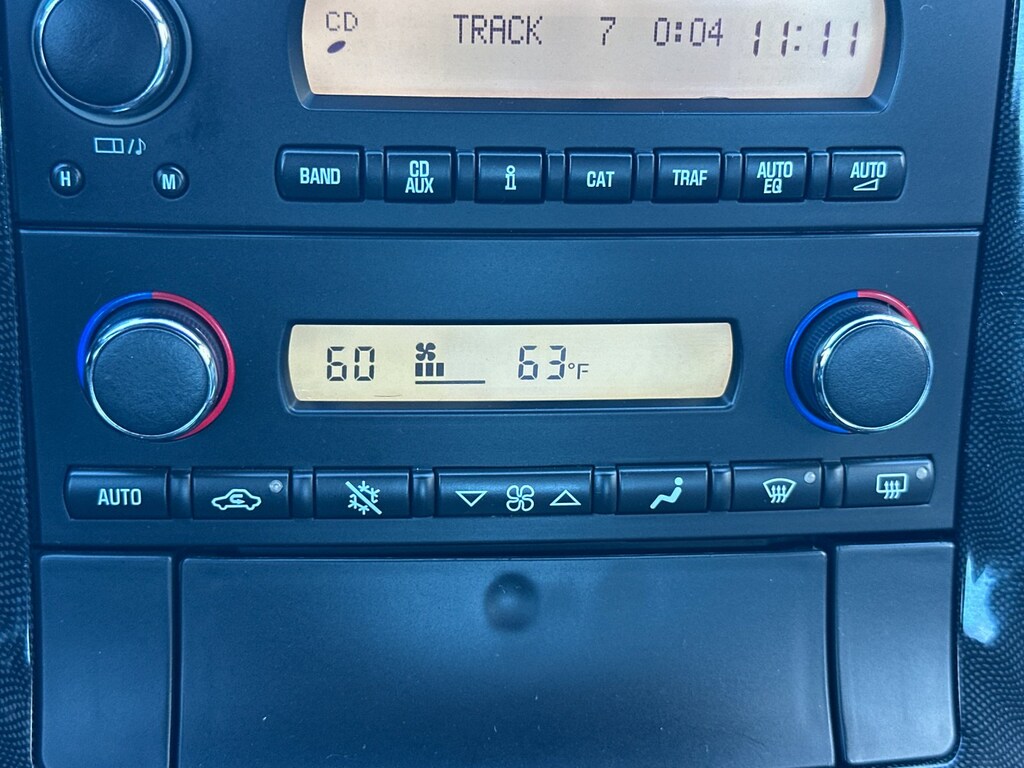 CD TRACK 7 0:04 11:11
H M
BAND CD AUX i CAT TRAF AUTO EQ AUTO
60 63°F
AUTO